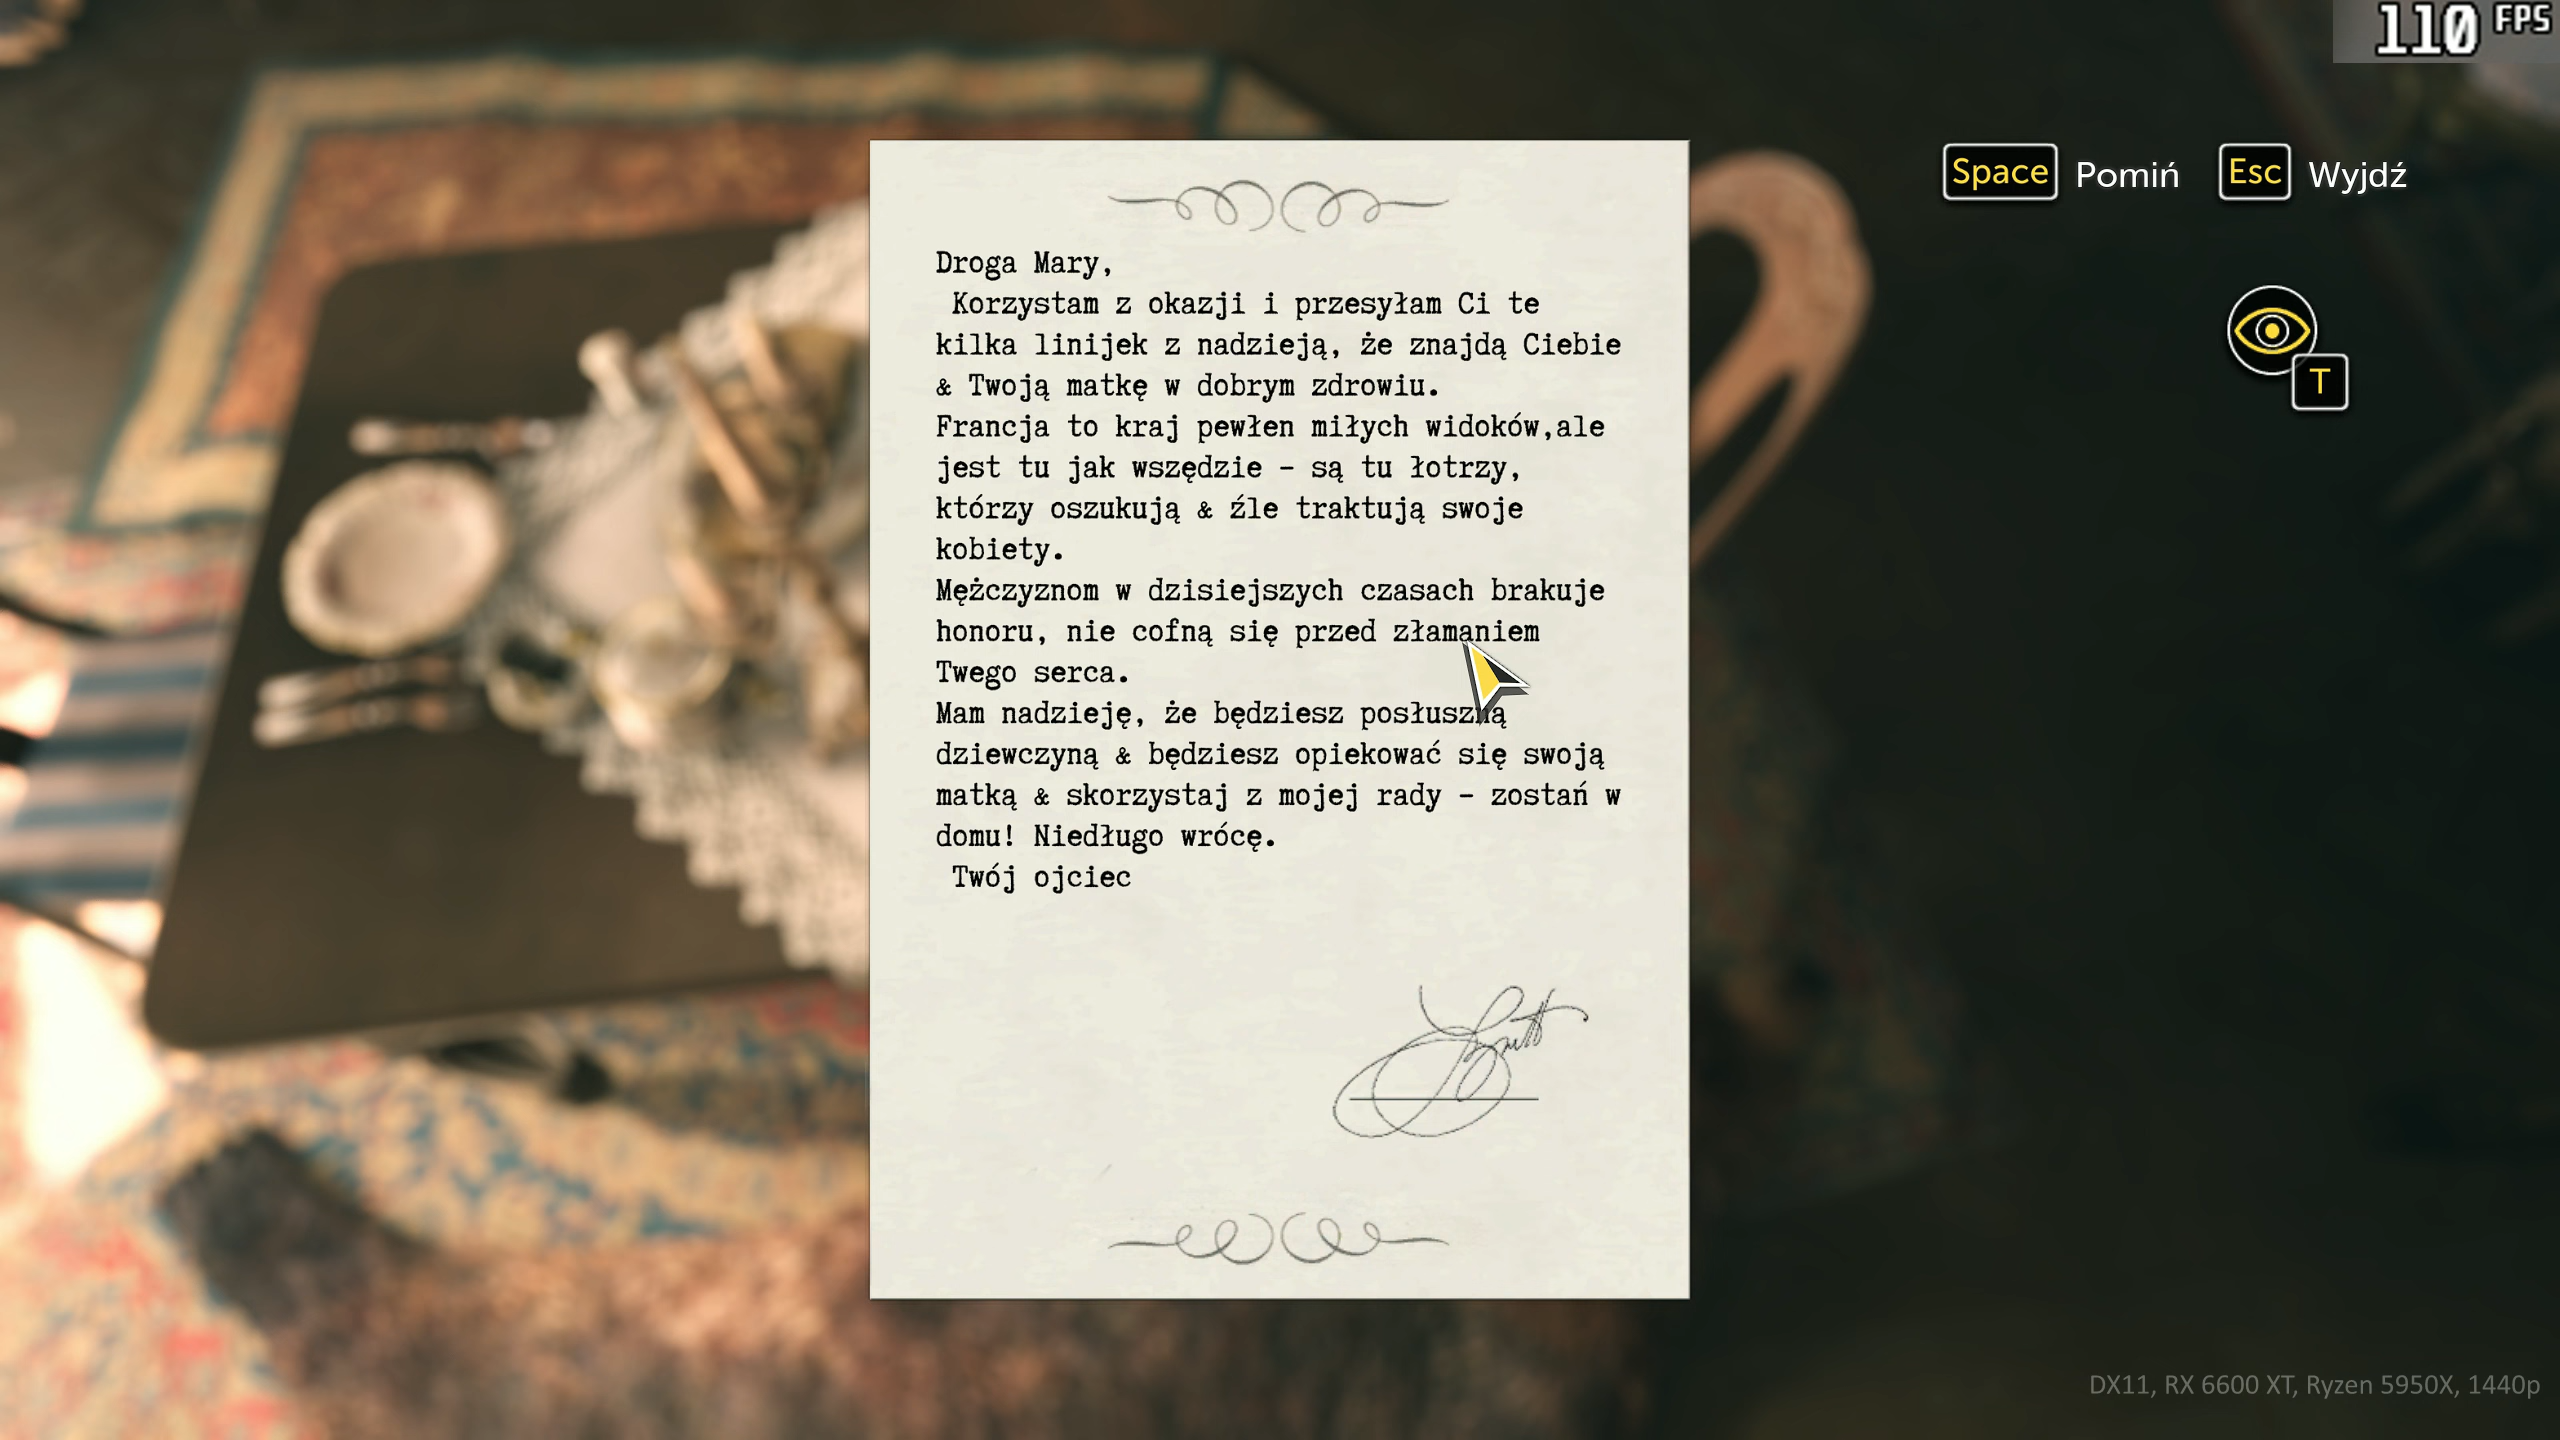 110 FPS
Space Pomiń Esc Wyjdź
T
Droga Mary,
Korzystam z okazji i przesyłam Ci te
kilka linijek z nadzieją, że znajdą Ciebie
& Twoją matkę w dobrym zdrowiu.
Francja to kraj pewłen miłych widoków,ale
jest tu jak wszędzie - są tu łotrzy,
którzy oszukują & źle traktują swoje
kobiety.
Mężczyznom w dzisiejszych czasach brakuje
honoru, nie cofną się przed złamaniem
Twego serca.
Mam nadzieję, że będziesz posłuszną
dziewczyną & będziesz opiekować się swoją
matką & skorzystaj z mojej rady - zostań w
domu! Niedługo wrócę.
Twój ojciec
DX11, RX 6600 XT, Ryzen 5950X, 1440p